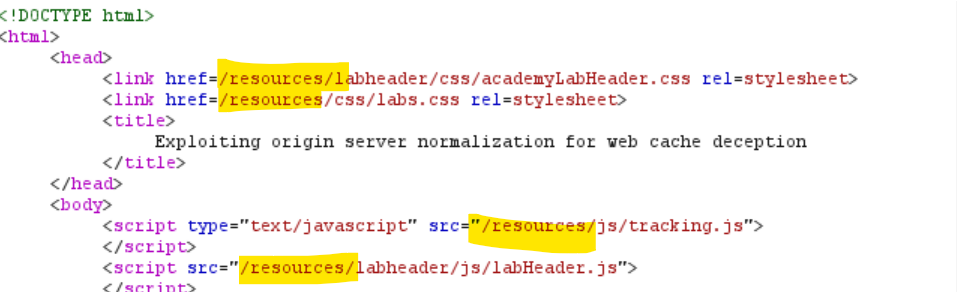 <!DOCTYPE html>
<html>
<head>
<link href=/resources/labheader/css/academyLabHeader.css rel=stylesheet>
<link href=/resources/css/labs.css rel=stylesheet>
<title>
Exploiting origin server normalization for web cache deception
</title>
</head>
<body>
<script type="text/javascript" src="/resources/js/tracking.js">
</script>
<script src="/resources/labheader/js/labHeader.js">
</script>